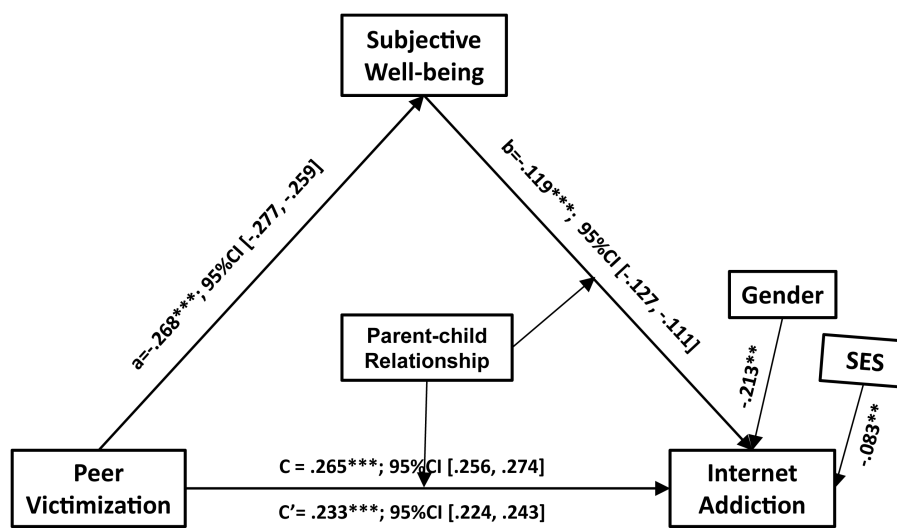 Subjective
Well-being
a=-.268***; 95%CI [-.277, -.259]
b=-.119***; 95%CI [-.127, -.111]
Gender
Parent-child
Relationship
SES
-.213**
-.083**
Peer
Victimization
C = .265***; 95%CI [.256, .274]
C'= .233***; 95%CI [.224, .243]
Internet
Addiction